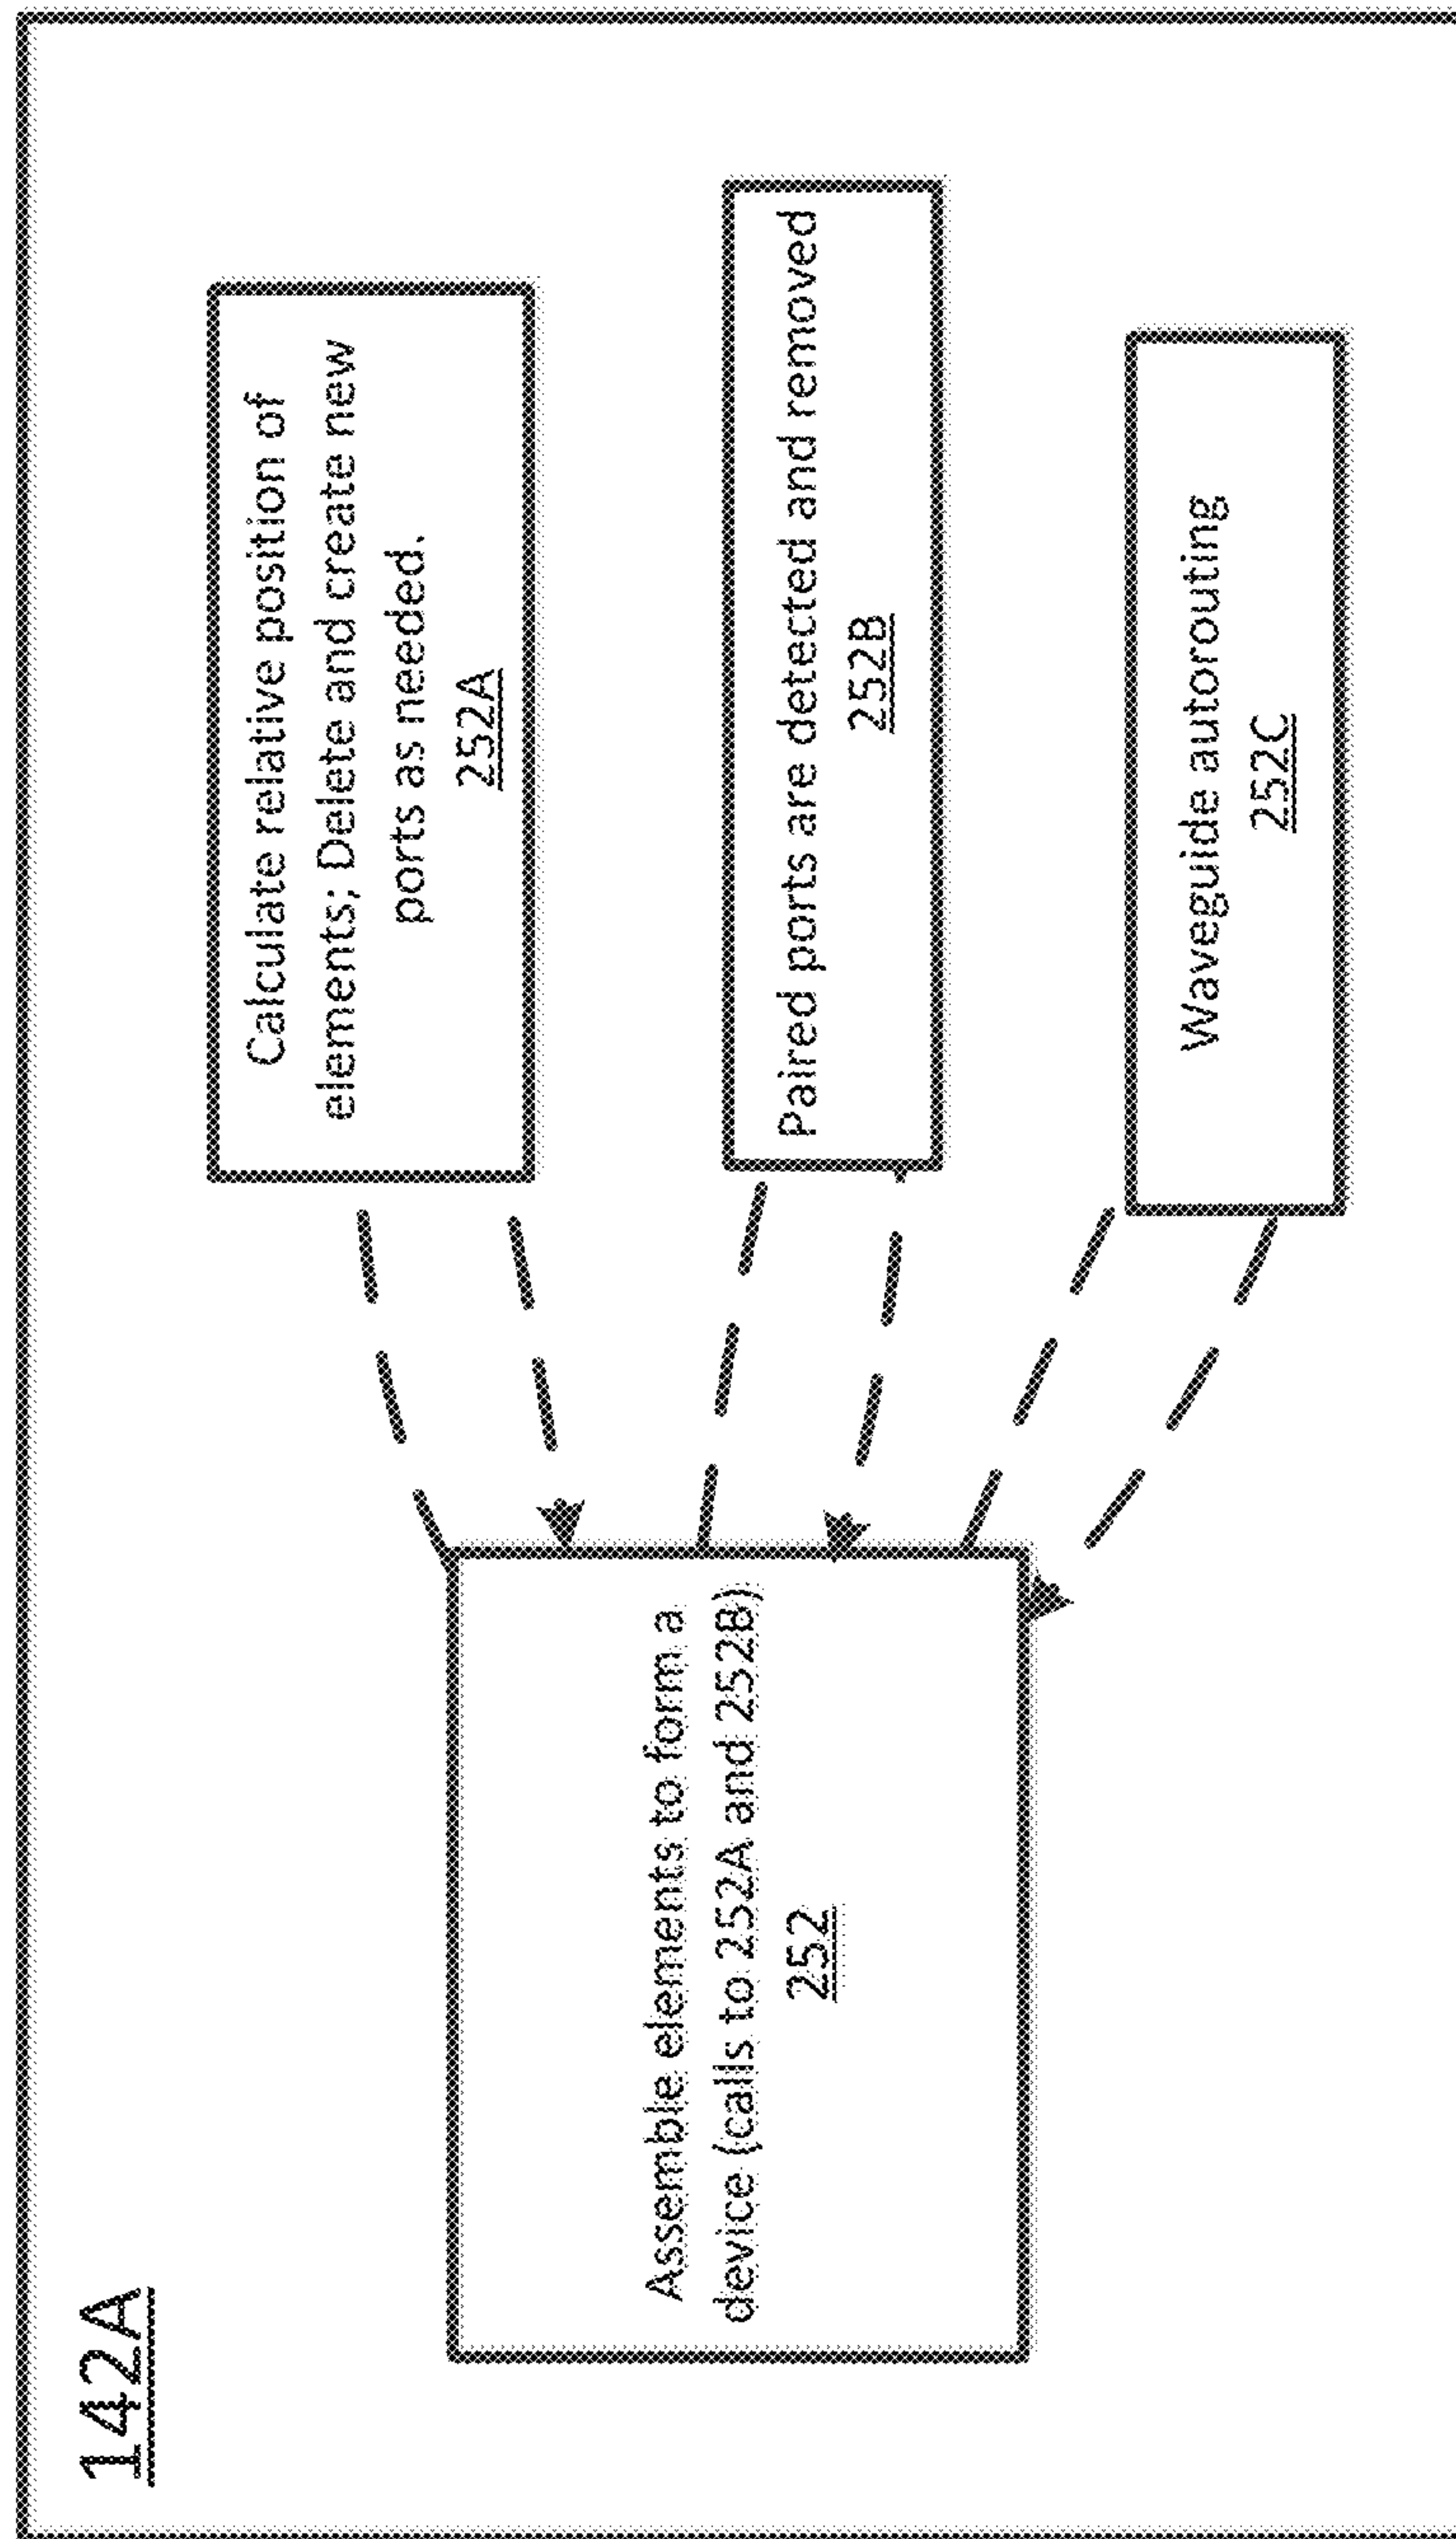 142A
Assemble elements to form a
device (calls to 252A and 252B)
252
Calculate relative position of
elements; Delete and create new
ports as needed.
252A
Paired ports are detected and removed
252B
Waveguide autorouting
252C